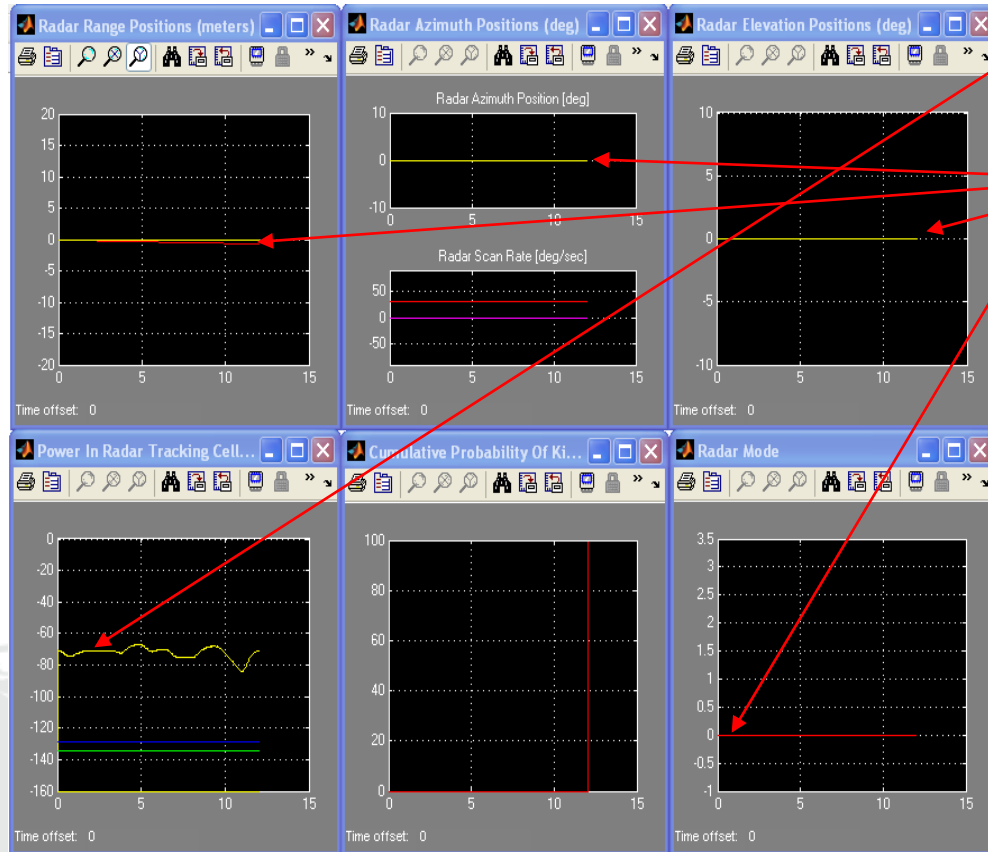 Radar Range Positions (meters)
20
15
10
5
0
-5
-10
-15
-20
0 5 10 15
Time offset: 0
Radar Azimuth Positions (deg)
Radar Azimuth Position [deg]
10
0
-10
0 5 10 15
Radar Scan Rate [deg/sec]
50
0
-50
0 5 10 15
Time offset: 0
Radar Elevation Positions (deg)
10
5
0
-5
-10
0 5 10 15
Time offset: 0
Power In Radar Tracking Cell...
0
-20
-40
-60
-80
-100
-120
-140
-160
0 5 10 15
Time offset: 0
Cumulative Probability Of Ki...
100
80
60
40
20
0
0 5 10 15
Time offset: 0
Radar Mode
3.5
3
2.5
2
1.5
1
0.5
0
-0.5
-1
0 5 10 15
Time offset: 0